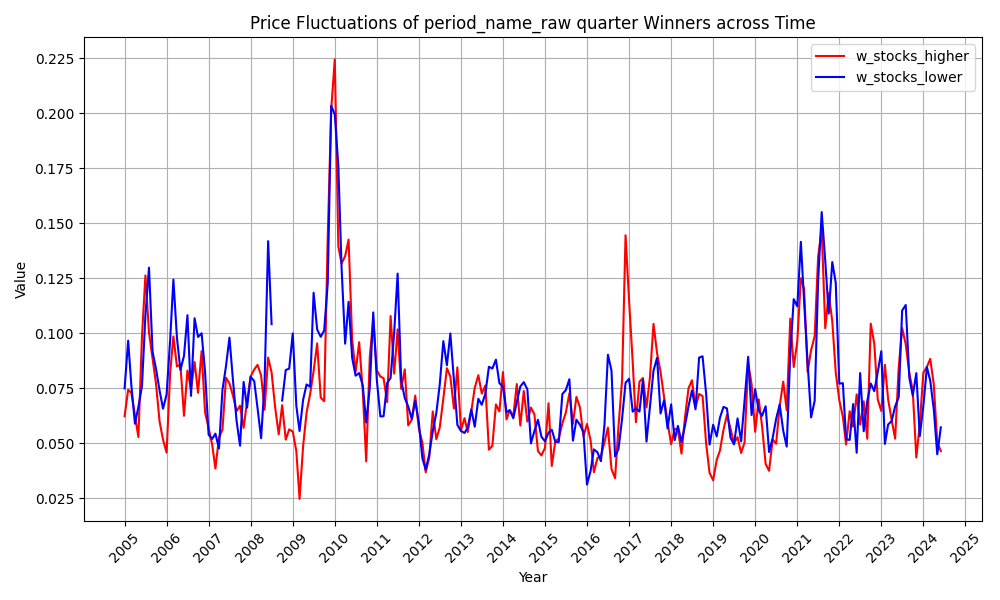 Price Fluctuations of period_name_raw quarter Winners across Time
w_stocks_higher
w_stocks_lower
Value
0.225
0.200
0.175
0.150
0.125
0.100
0.075
0.050
0.025
2005 2006 2007 2008 2009 2010 2011 2012 2013 2014 2015 2016 2017 2018 2019 2020 2021 2022 2023 2024 2025
Year